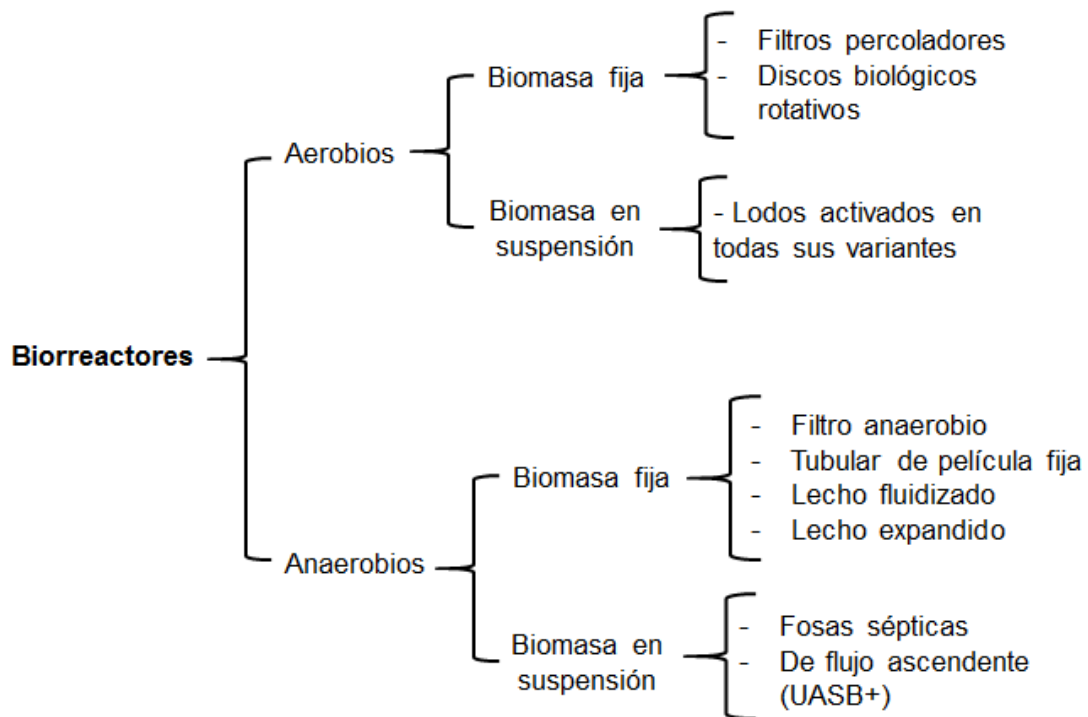 Biorreactores
Aerobios
Biomasa fija
- Filtros percoladores
- Discos biológicos
rotativos
Biomasa en
suspensión
- Lodos activados en
todas sus variantes
Anaerobios
Biomasa fija
- Filtro anaerobio
- Tubular de película fija
- Lecho fluidizado
- Lecho expandido
Biomasa en
suspensión
- Fosas sépticas
- De flujo ascendente
(UASB+)